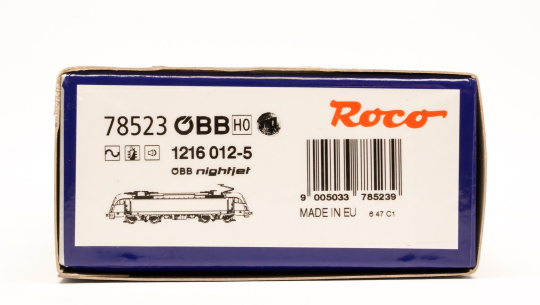 78523 ÖBB H0
Roco
1216 012-5
ÖBB nightjet
9 005033 785239
MADE IN EU 6 47 C1